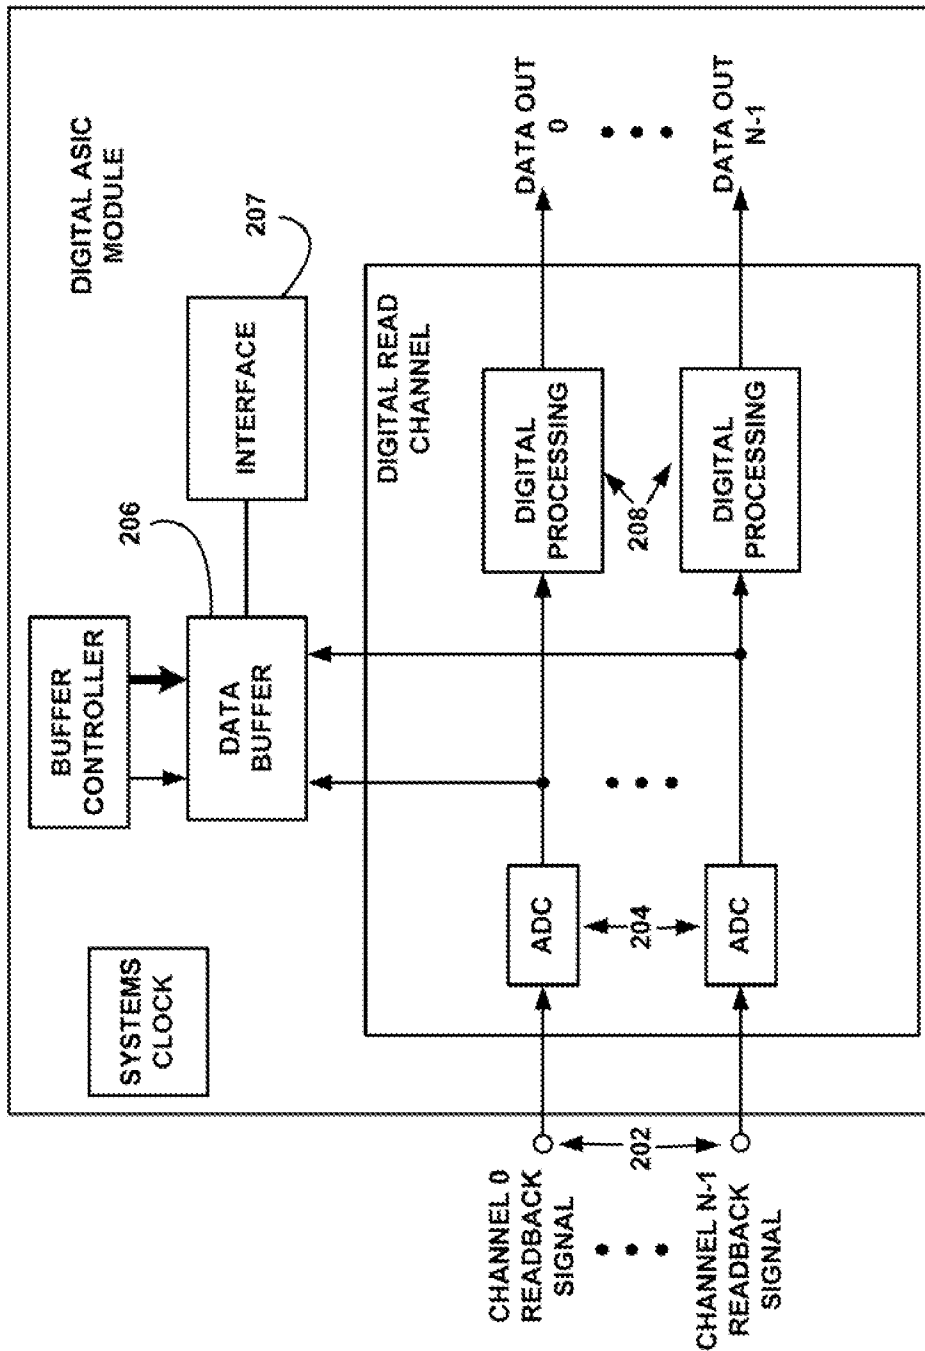 DIGITAL ASIC
MODULE
SYSTEMS
CLOCK
BUFFER
CONTROLLER
206
DATA
BUFFER
INTERFACE
207
DIGITAL READ
CHANNEL
CHANNEL 0
READBACK
SIGNAL
202
CHANNEL N-1
READBACK
SIGNAL
ADC
204
ADC
DIGITAL
PROCESSING
208
DIGITAL
PROCESSING
DATA OUT
0
DATA OUT
N-1